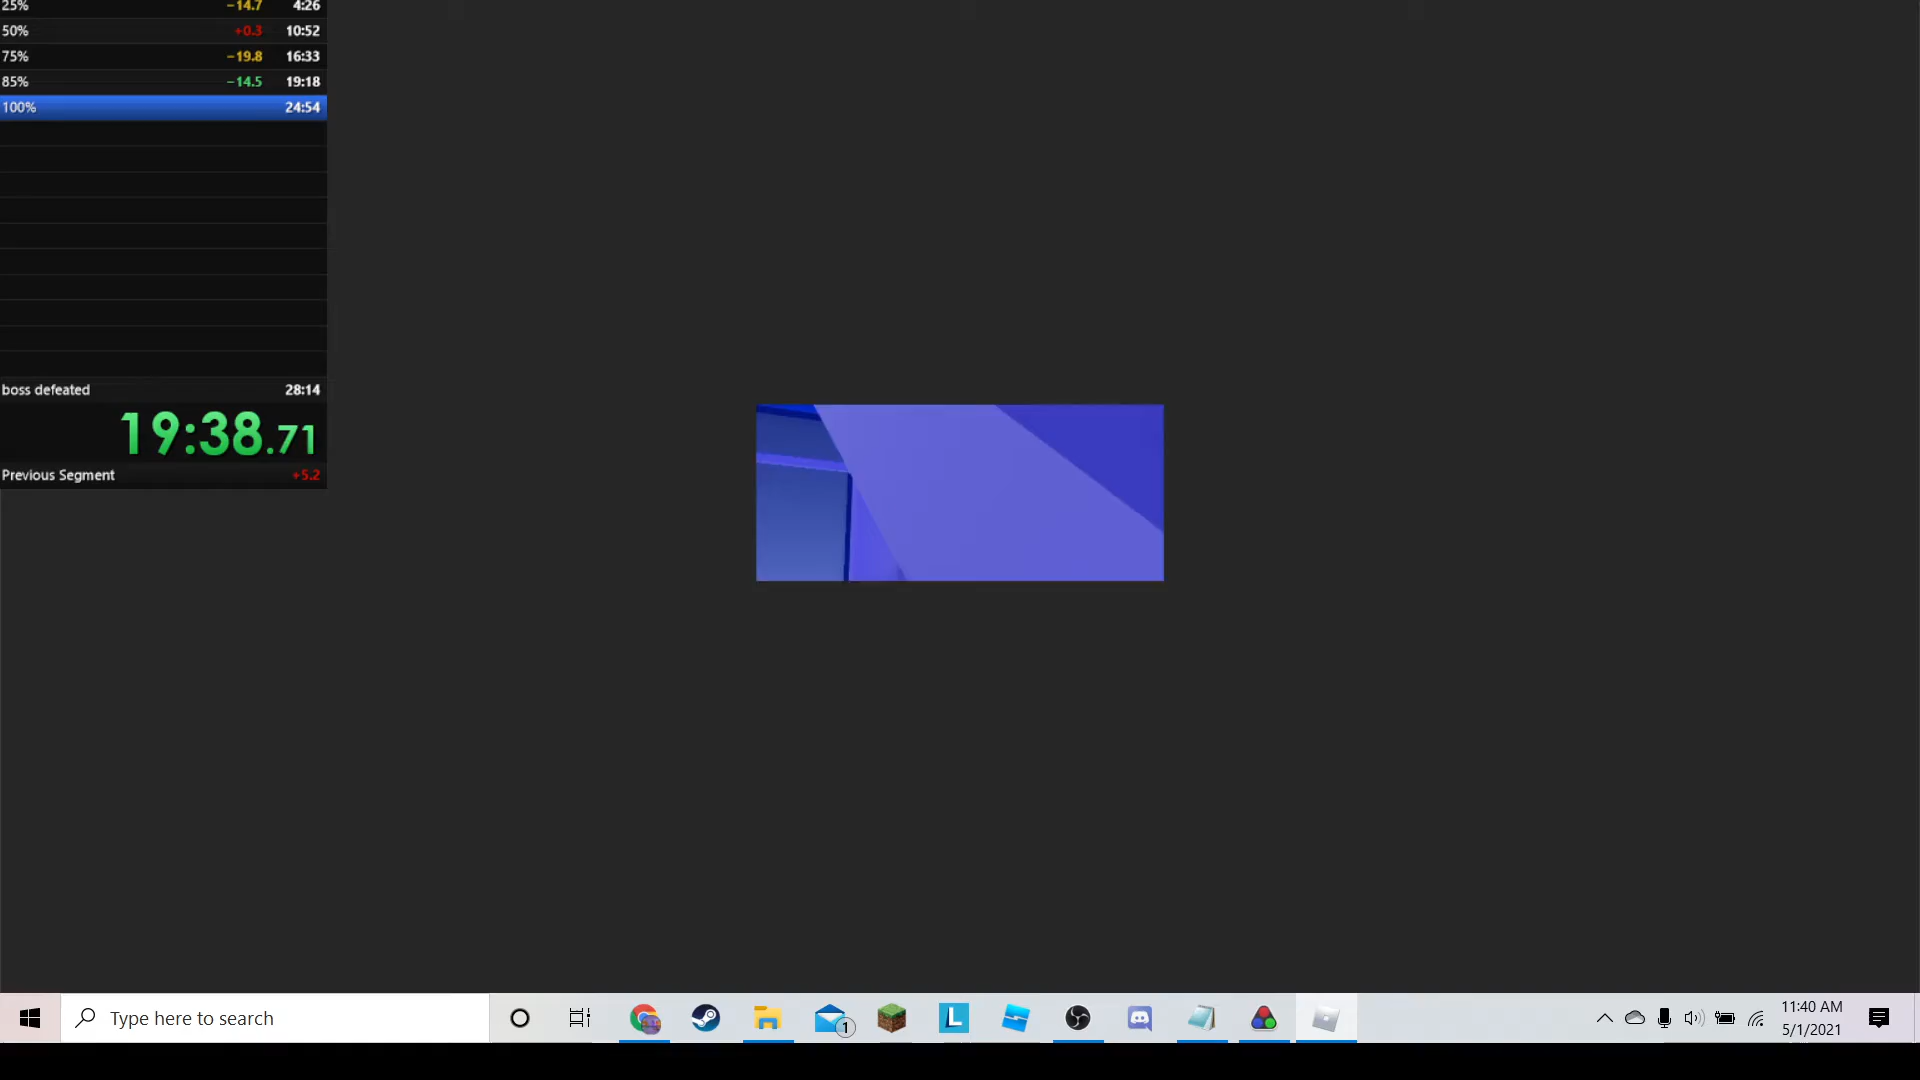 25% −14.7 4:26
50% +0.3 10:52
75% −19.8 16:33
85% −14.5 19:18
100% 24:54
boss defeated 28:14
19:38.71
Previous Segment +5.2
Type here to search
1
L
11:40 AM
5/1/2021